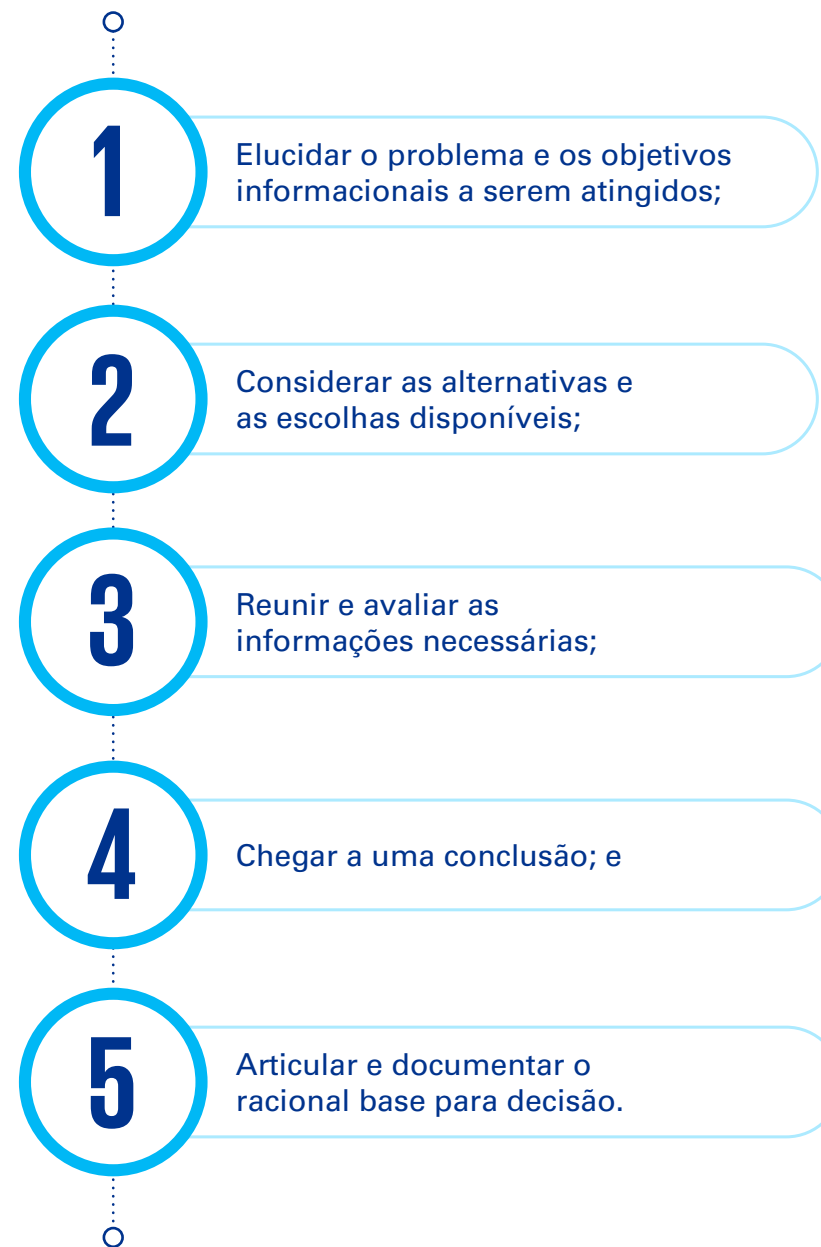 1
Elucidar o problema e os objetivos
informacionais a serem atingidos;
2
Considerar as alternativas e
as escolhas disponíveis;
3
Reunir e avaliar as
informações necessárias;
4
Chegar a uma conclusão; e
5
Articular e documentar o
racional base para decisão.